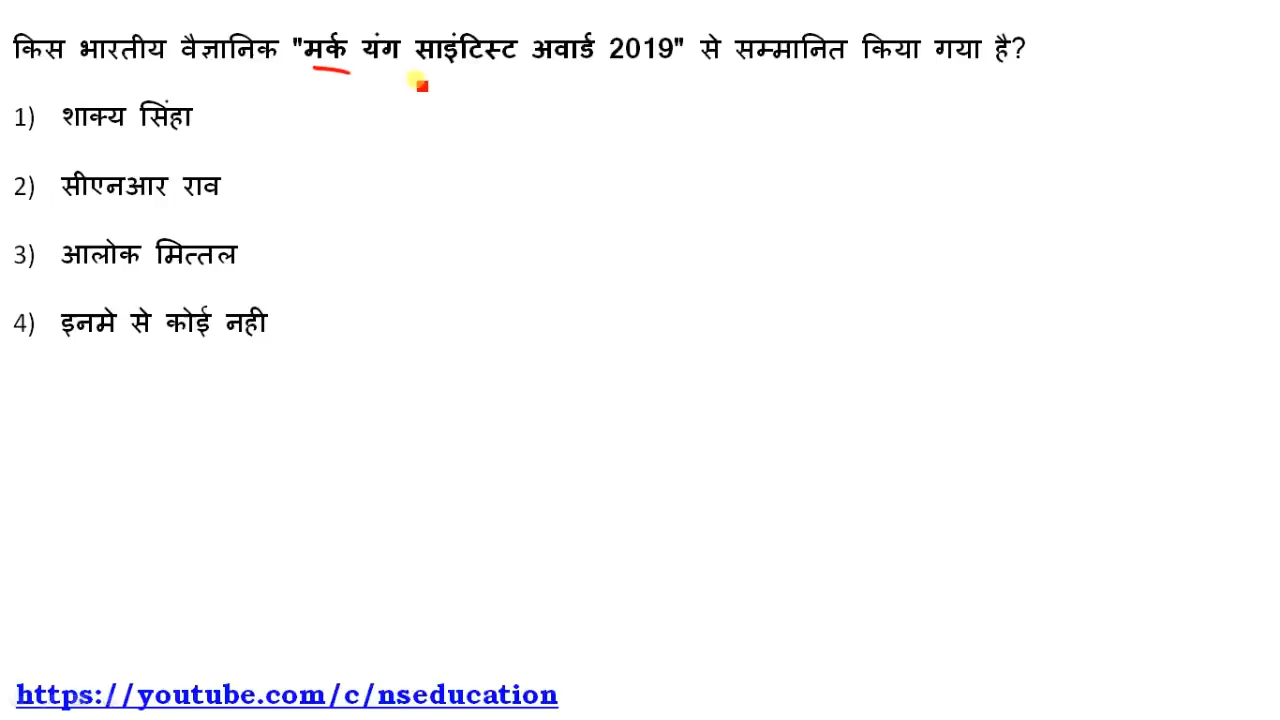 किस भारतीय वैज्ञानिक "मर्क यंग साइंटिस्ट अवार्ड 2019" से सम्मानित किया गया है?
1) शाक्य सिंहा
2) सीएनआर राव
3) आलोक मित्तल
4) इनमे से कोई नही
https://youtube.com/c/nseducation